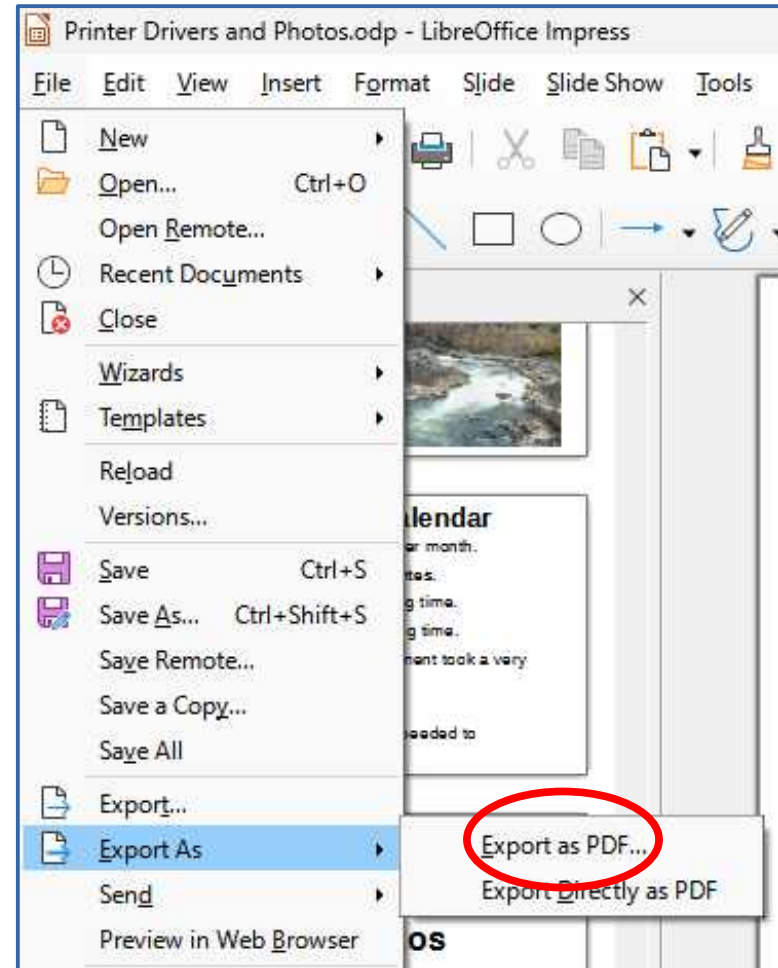 Printer Drivers and Photos.odp - LibreOffice Impress
File Edit View Insert Format Slide Slide Show Tools
New
Open... Ctrl+O
Open Remote...
Recent Documents
Close
Wizards
Templates
Reload
Versions...
Save Ctrl+S
Save As... Ctrl+Shift+S
Save Remote...
Save a Copy...
Save All
Export...
Export As
Send
Preview in Web Browser
Export as PDF...
Export Directly as PDF
lendar
er month.
tes.
g time.
g time.
ment took a very
eeded to
os